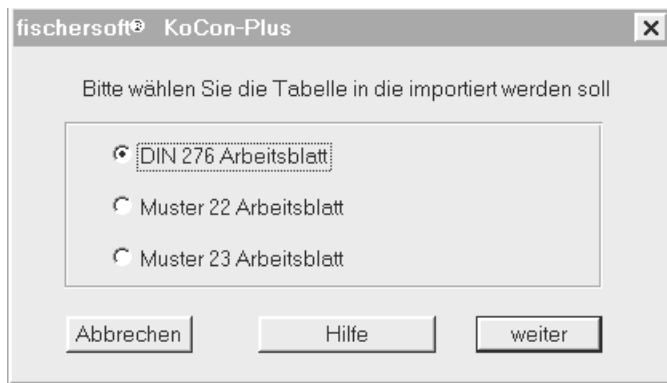 fischersoft® KoCon-Plus
Bitte wählen Sie die Tabelle in die importiert werden soll
DIN 276 Arbeitsblatt
Muster 22 Arbeitsblatt
Muster 23 Arbeitsblatt
Abbrechen Hilfe weiter